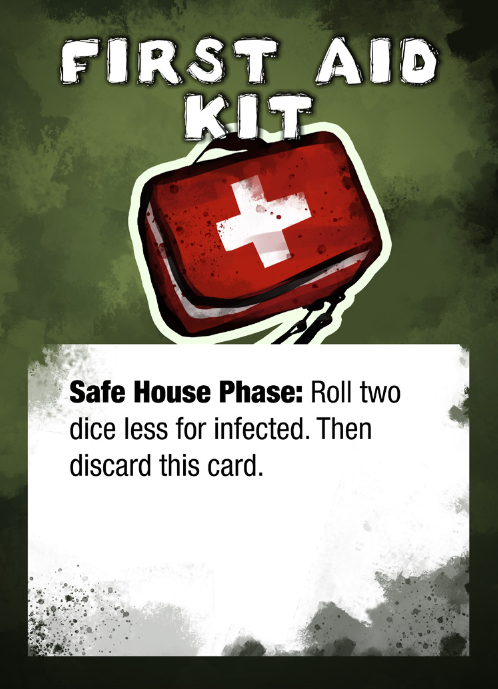 FIRST AID
KIT
Safe House Phase: Roll two
dice less for infected. Then
discard this card.